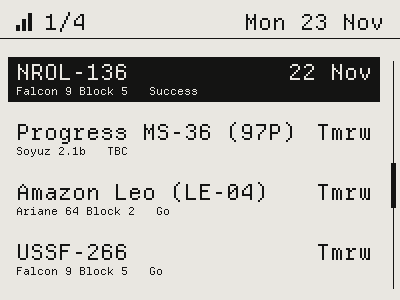 1/4 Mon 23 Nov
NROL-136 22 Nov
Falcon 9 Block 5 Success
Progress MS-36 (97P) Tmrw
Soyuz 2.1b TBC
Amazon Leo (LE-04) Tmrw
Ariane 64 Block 2 Go
USSF-266 Tmrw
Falcon 9 Block 5 Go